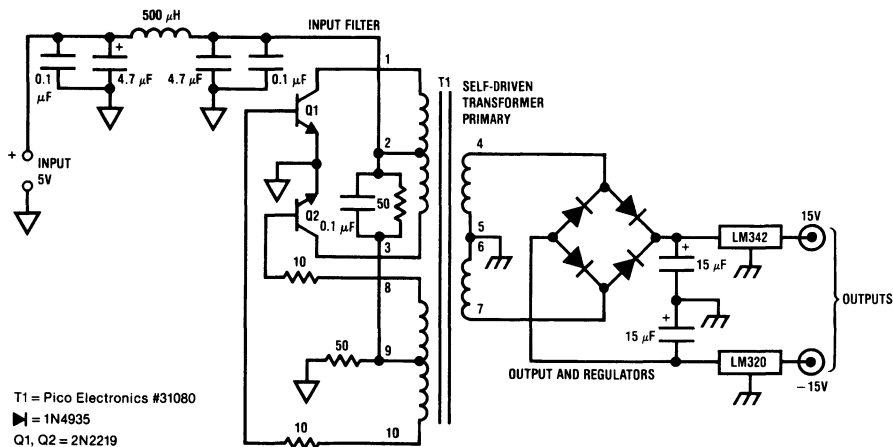 500 μH
INPUT FILTER
0.1 μF
+
4.7 μF
4.7 μF
+
0.1 μF
1
T1
SELF-DRIVEN
TRANSFORMER
PRIMARY
Q1
2
4
+
INPUT
5V
Q2
0.1 μF
50
3
5
6
15V
LM342
+
15 μF
10
8
7
OUTPUTS
+
15 μF
50
9
OUTPUT AND REGULATORS
LM320
−15V
T1 = Pico Electronics #31080
= 1N4935
Q1, Q2 = 2N2219
10
10